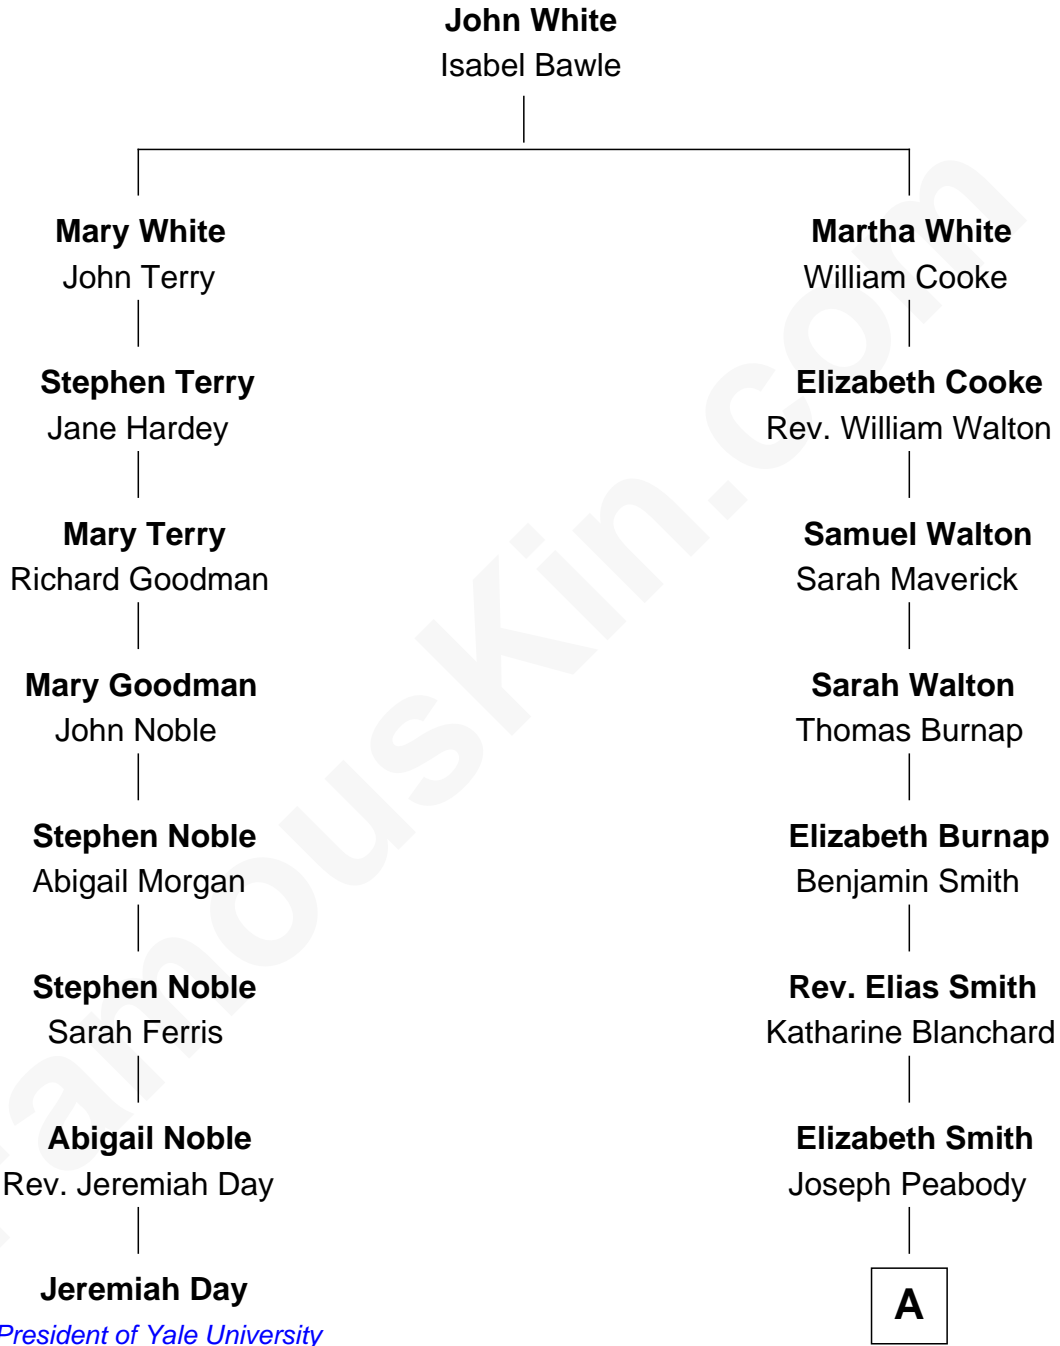 John White
Isabel Bawle
Mary White
John Terry
Martha White
William Cooke
Stephen Terry
Jane Hardey
Elizabeth Cooke
Rev. William Walton
Mary Terry
Richard Goodman
Samuel Walton
Sarah Maverick
Mary Goodman
John Noble
Sarah Walton
Thomas Burnap
Stephen Noble
Abigail Morgan
Elizabeth Burnap
Benjamin Smith
Stephen Noble
Sarah Ferris
Rev. Elias Smith
Katharine Blanchard
Abigail Noble
Rev. Jeremiah Day
Elizabeth Smith
Joseph Peabody
Jeremiah Day
President of Yale University
A
FamousKin.com